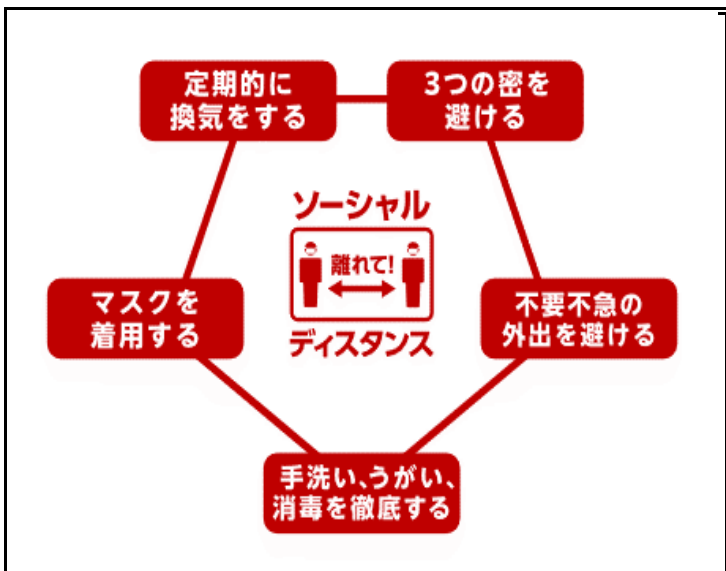 定期的に
換気をする
3つの密を
避ける
ソーシャル
離れて!
ディスタンス
マスクを
着用する
不要不急の
外出を避ける
手洗い、うがい、
消毒を徹底する